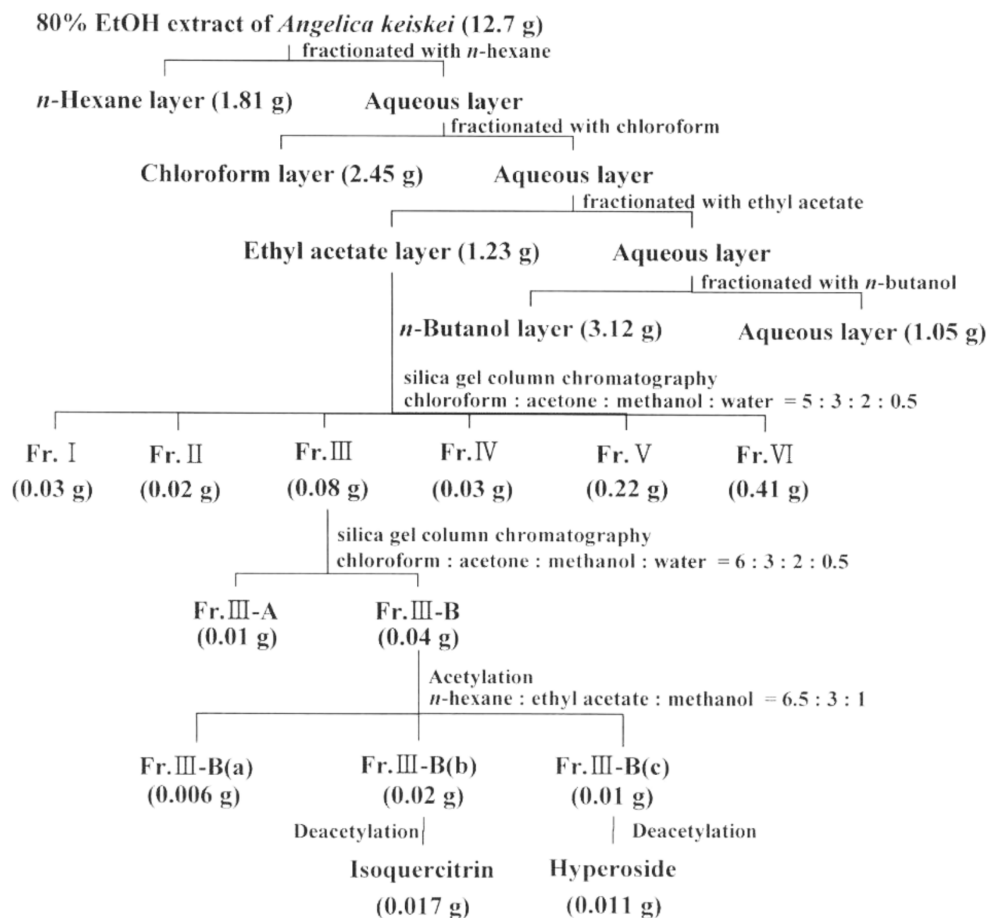 80% EtOH extract of Angelica keiskei (12.7 g)
fractionated with n-hexane
n-Hexane layer (1.81 g) Aqueous layer
fractionated with chloroform
Chloroform layer (2.45 g) Aqueous layer
fractionated with ethyl acetate
Ethyl acetate layer (1.23 g) Aqueous layer
fractionated with n-butanol
n-Butanol layer (3.12 g) Aqueous layer (1.05 g)
silica gel column chromatography
chloroform : acetone : methanol : water = 5 : 3 : 2 : 0.5
Fr. Ⅰ Fr. Ⅱ Fr.Ⅲ Fr.Ⅳ Fr. Ⅴ Fr.Ⅵ
(0.03 g) (0.02 g) (0.08 g) (0.03 g) (0.22 g) (0.41 g)
silica gel column chromatography
chloroform : acetone : methanol : water = 6 : 3 : 2 : 0.5
Fr.Ⅲ-A Fr.Ⅲ-B
(0.01 g) (0.04 g)
Acetylation
n-hexane : ethyl acetate : methanol = 6.5 : 3 : 1
Fr.Ⅲ-B(a) Fr.Ⅲ-B(b) Fr.Ⅲ-B(c)
(0.006 g) (0.02 g) (0.01 g)
Deacetylation Deacetylation
Isoquercitrin Hyperoside
(0.017 g) (0.011 g)